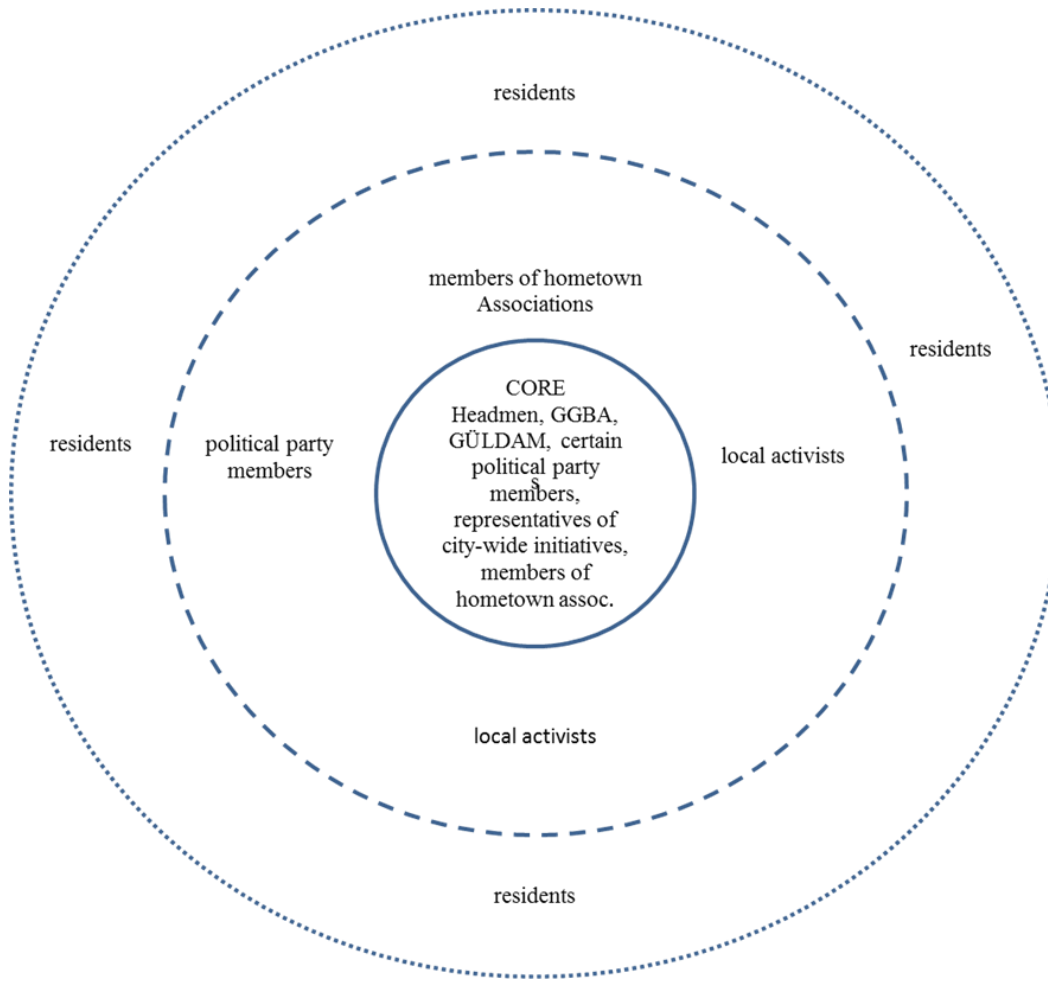 residents
members of hometown
Associations
residents
residents
political party
members
CORE
Headmen, GGBA,
GÜLDAM, certain
political party
s
members,
representatives of
city-wide initiatives,
members of
hometown assoc.
local activists
local activists
residents